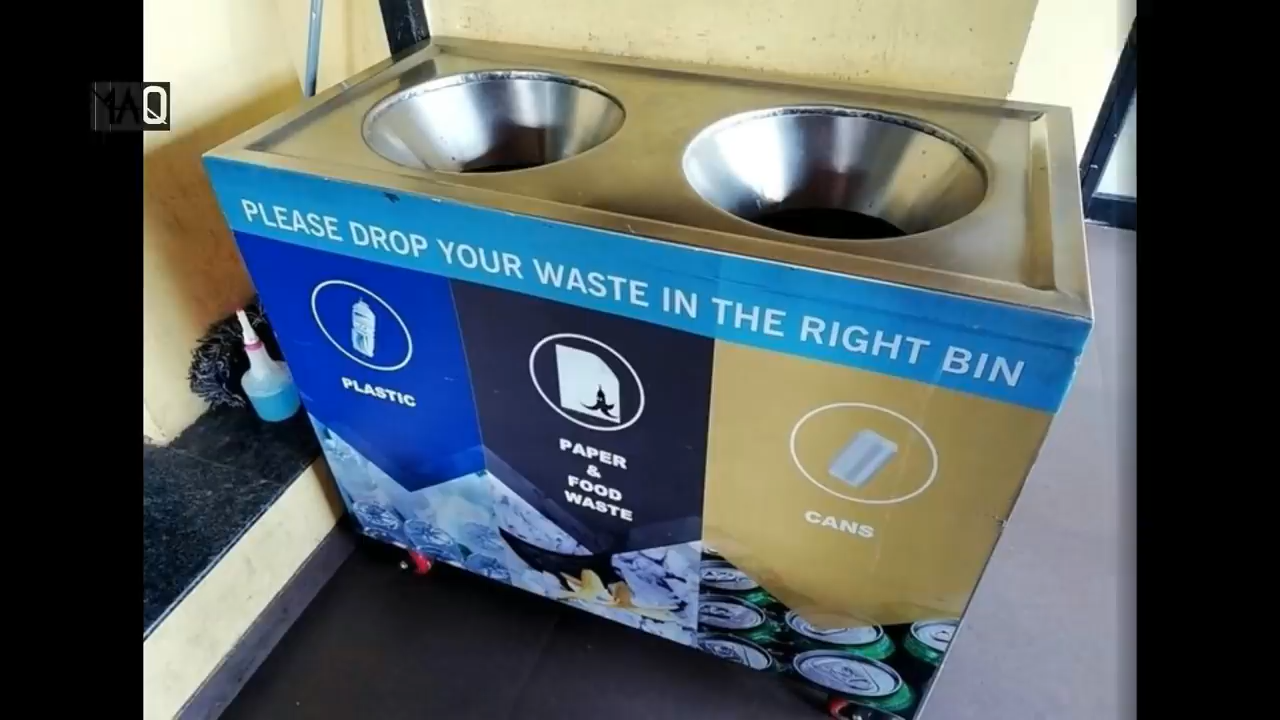 MAQ
PLEASE DROP YOUR WASTE IN THE RIGHT BIN
PLASTIC
PAPER
&
FOOD
WASTE
CANS